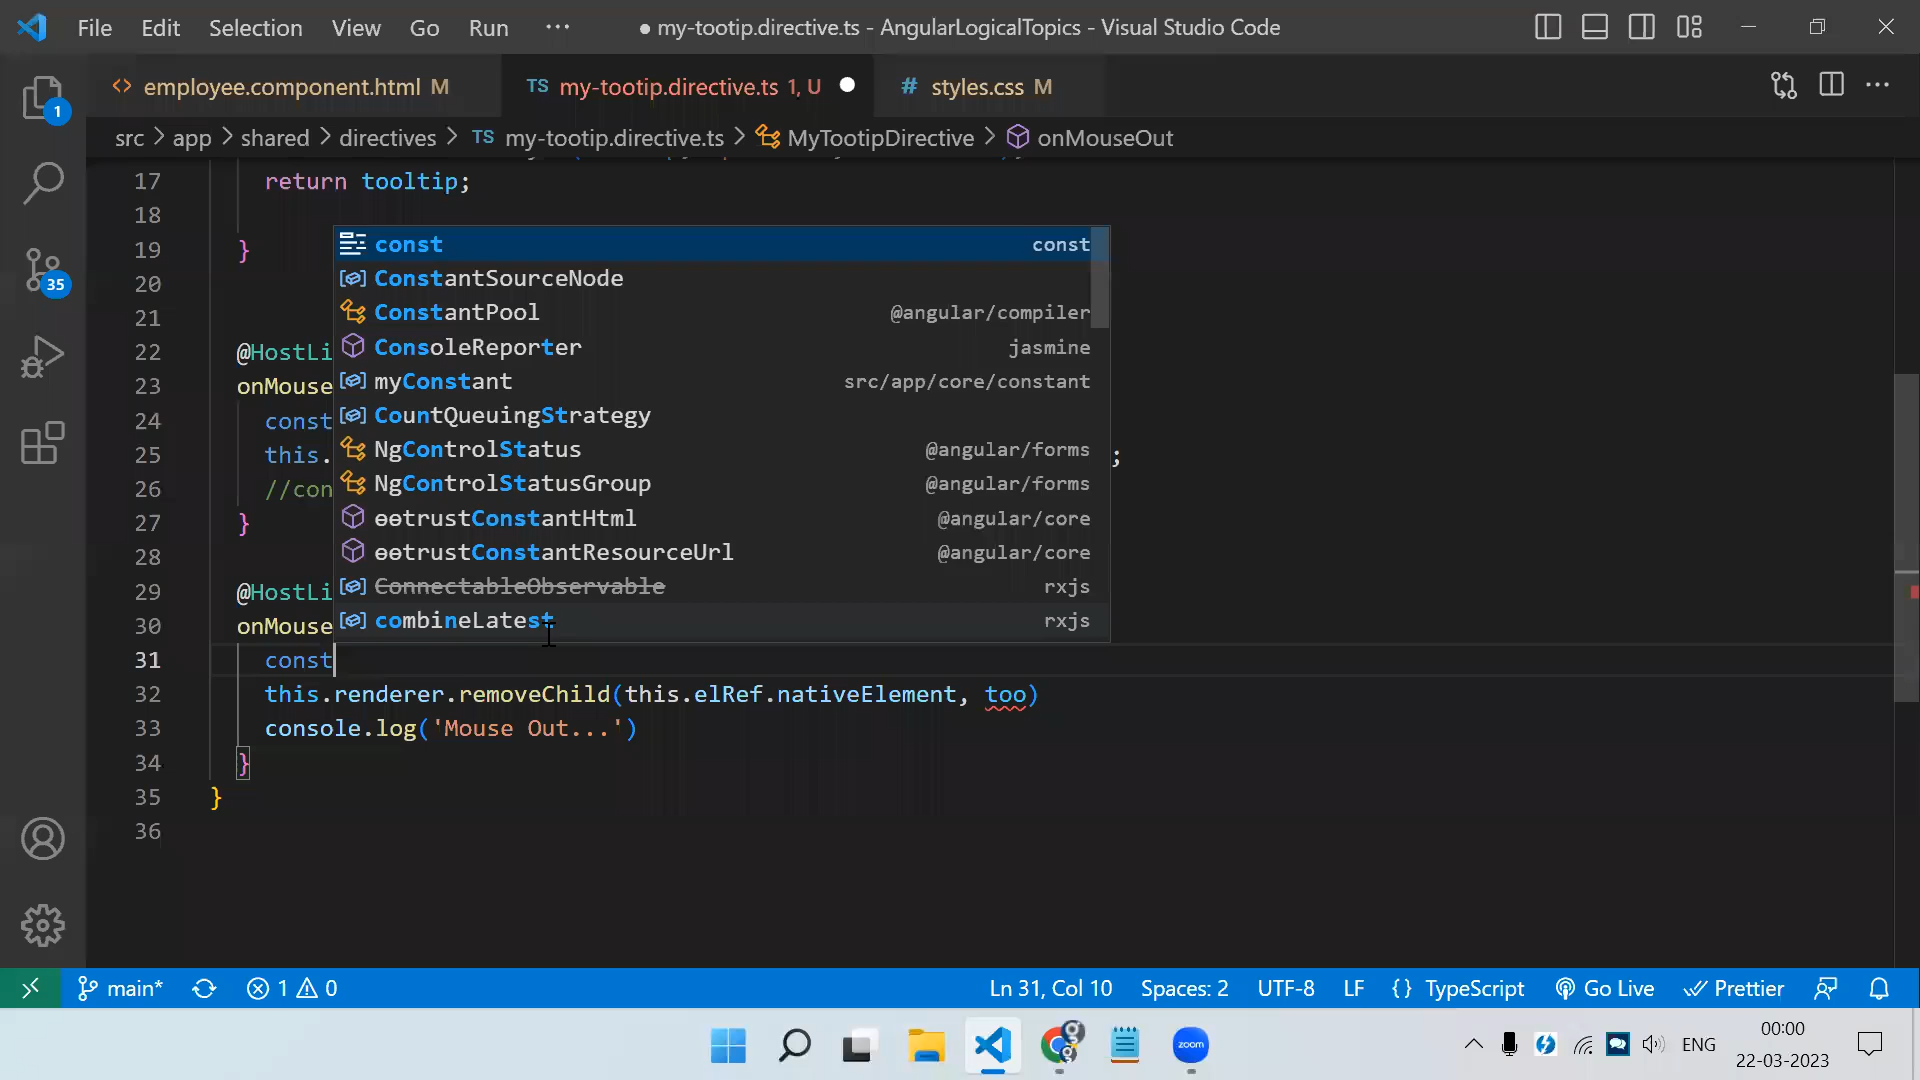 File Edit Selection View Go Run ··· ● my-tootip.directive.ts - AngularLogicalTopics - Visual Studio Code
<> employee.component.html M TS my-tootip.directive.ts 1, U # styles.css M
src > app > shared > directives > TS my-tootip.directive.ts > MyTootipDirective > onMouseOut
17 return tooltip;
18
19 }
20
21
22 @HostLi
23 onMouse
24 const
25 this. ;
26 //con
27 }
28
29 @HostLi
30 onMouse
const const
ConstantSourceNode
ConstantPool @angular/compiler
ConsoleReporter jasmine
myConstant src/app/core/constant
CountQueuingStrategy
NgControlStatus @angular/forms
NgControlStatusGroup @angular/forms
ɵɵtrustConstantHtml @angular/core
ɵɵtrustConstantResourceUrl @angular/core
ConnectableObservable rxjs
combineLatest rxjs
31 const
32 this.renderer.removeChild(this.elRef.nativeElement, too)
33 console.log('Mouse Out...')
34 }
35 }
36
1
35
main* 1 0 Ln 31, Col 10 Spaces: 2 UTF-8 LF {} TypeScript Go Live Prettier
zoom ENG 00:00
22-03-2023